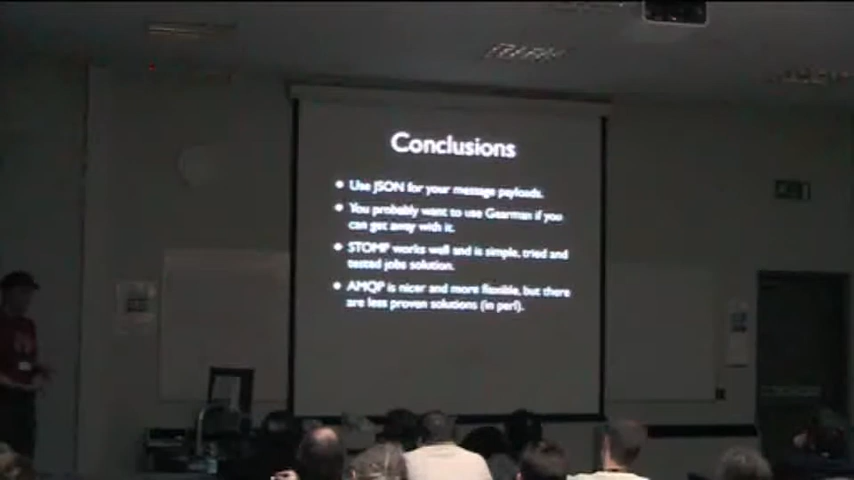 Conclusions
• Use JSON for your message payloads.
• You probably want to use Gearman if you
can get away with it.
• STOMP works well and is simple, tried and
tested jobs solution.
• AMQP is nicer and more flexible, but there
are less proven solutions (in perl).